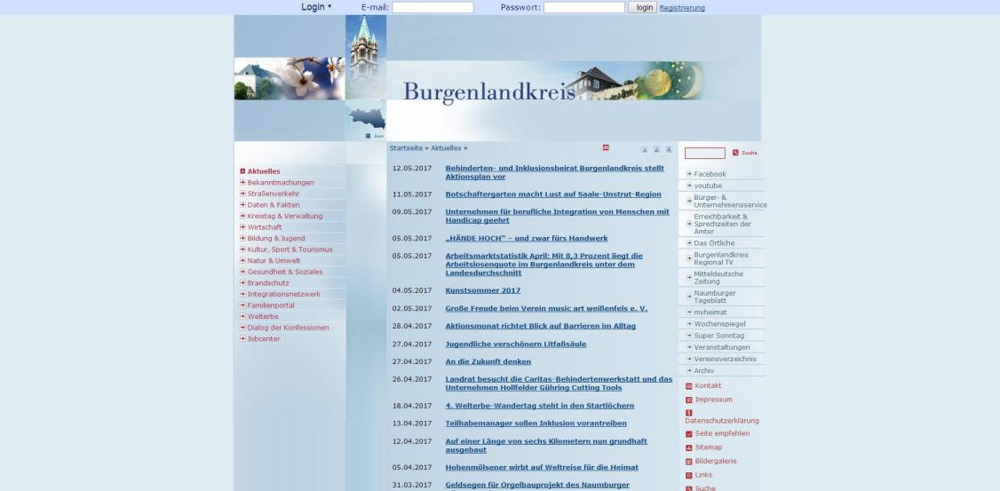 Login
E-mail:
Passwort:
login
Registrierung
Burgenlandkreis
Zoom
Startseite » Aktuelles »
A A A
Suche
Aktuelles
Bekanntmachungen
Straßenverkehr
Daten & Fakten
Kreistag & Verwaltung
Wirtschaft
Bildung & Jugend
Kultur, Sport & Tourismus
Natur & Umwelt
Gesundheit & Soziales
Brandschutz
Integrationsnetzwerk
Familienportal
Welterbe
Dialog der Konfessionen
Jobcenter
12.05.2017 Behinderten- und Inklusionsbeirat Burgenlandkreis stellt
Aktionsplan vor
11.05.2017 Botschaftergarten macht Lust auf Saale-Unstrut-Region
09.05.2017 Unternehmen für berufliche Integration von Menschen mit
Handicap geehrt
05.05.2017 „HÄNDE HOCH“ – und zwar fürs Handwerk
05.05.2017 Arbeitsmarktstatistik April: Mit 8,3 Prozent liegt die
Arbeitslosenquote im Burgenlandkreis unter dem
Landesdurchschnitt
04.05.2017 Kunstsommer 2017
02.05.2017 Große Freude beim Verein music art weißenfels e. V.
28.04.2017 Aktionsmonat richtet Blick auf Barrieren im Alltag
27.04.2017 Jugendliche verschönern Litfaßsäule
27.04.2017 An die Zukunft denken
26.04.2017 Landrat besucht die Caritas-Behindertenwerkstatt und das
Unternehmen Hollfelder Gühring Cutting Tools
18.04.2017 4. Welterbe-Wandertag steht in den Startlöchern
13.04.2017 Teilhabemanager sollen Inklusion vorantreiben
12.04.2017 Auf einer Länge von sechs Kilometern nun grundhaft
ausgebaut
05.04.2017 Hohenmölsener wirbt auf Weltreise für die Heimat
31.03.2017 Geldsegen für Orgelbauprojekt des Naumburger
Facebook
youtube
Bürger- &
Unternehmensservice
Erreichbarkeit &
Sprechzeiten der
Ämter
Das Örtliche
Burgenlandkreis
Regional TV
Mitteldeutsche
Zeitung
Naumburger
Tageblatt
myheimat
Wochenspiegel
Super Sonntag
Veranstaltungen
Vereinsverzeichnis
Archiv
Kontakt
Impressum
Datenschutzerklärung
Seite empfehlen
Sitemap
Bildergalerie
Links
Suche